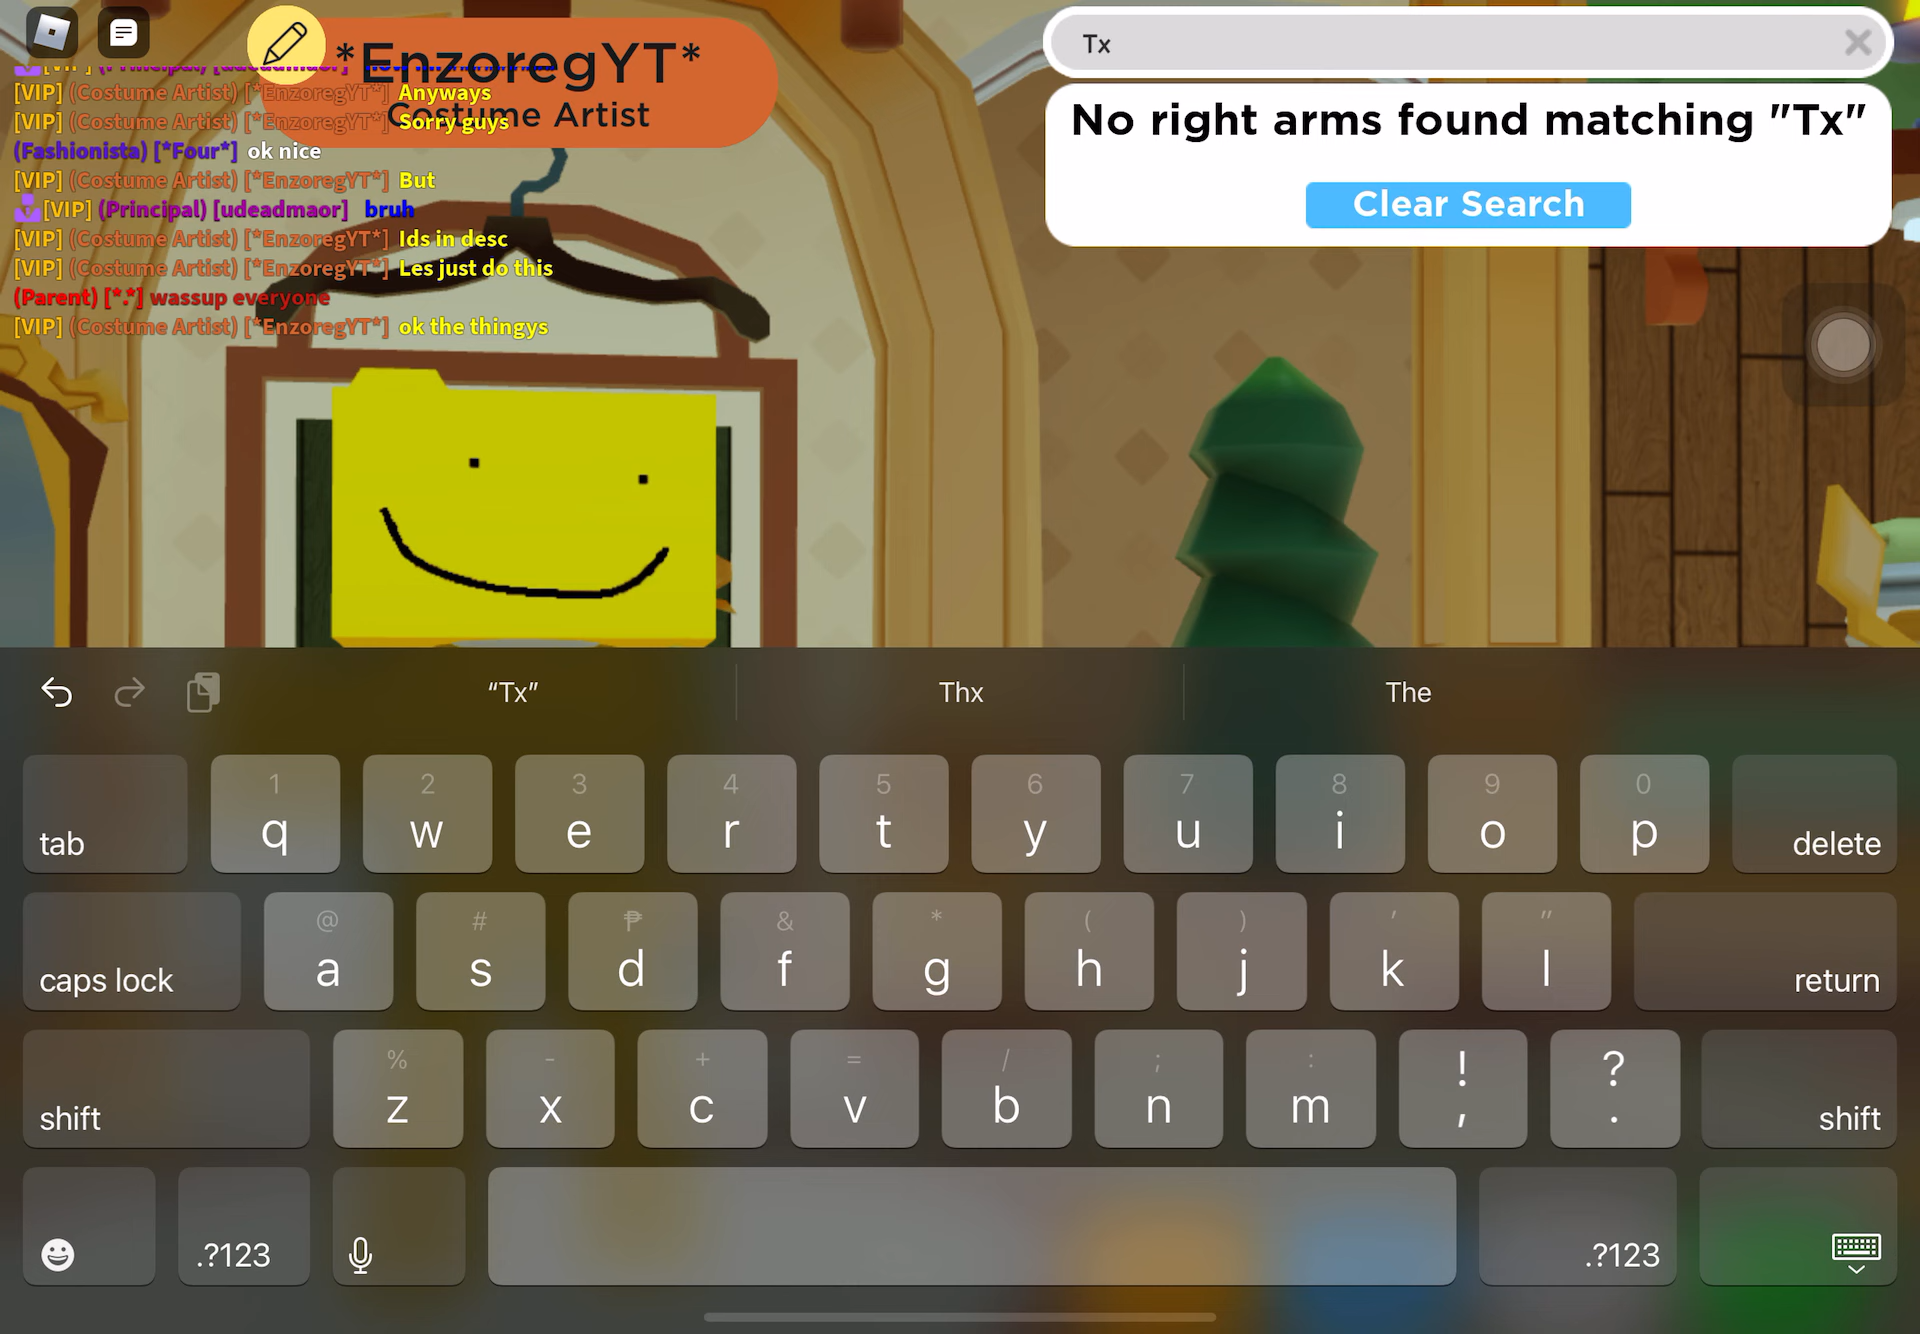 *EnzoregYT*
Costume Artist
[VIP] (Costume Artist) [*EnzoregYT*] Anyways
[VIP] (Costume Artist) [*EnzoregYT*] Sorry guys
(Fashionista) [*Four*] ok nice
[VIP] (Costume Artist) [*EnzoregYT*] But
[VIP] (Principal) [udeadmaor] bruh
[VIP] (Costume Artist) [*EnzoregYT*] Ids in desc
[VIP] (Costume Artist) [*EnzoregYT*] Les just do this
(Parent) [*.*] wassup everyone
[VIP] (Costume Artist) [*EnzoregYT*] ok the thingys
Tx
No right arms found matching "Tx"
Clear Search
“Tx” Thx The
1 2 3 4 5 6 7 8 9 0
tab q w e r t y u i o p delete
@ # ₱ & * ( ) ' "
caps lock a s d f g h j k l return
% - + = / ; : ! ?
shift z x c v b n m , . shift
.?123 .?123